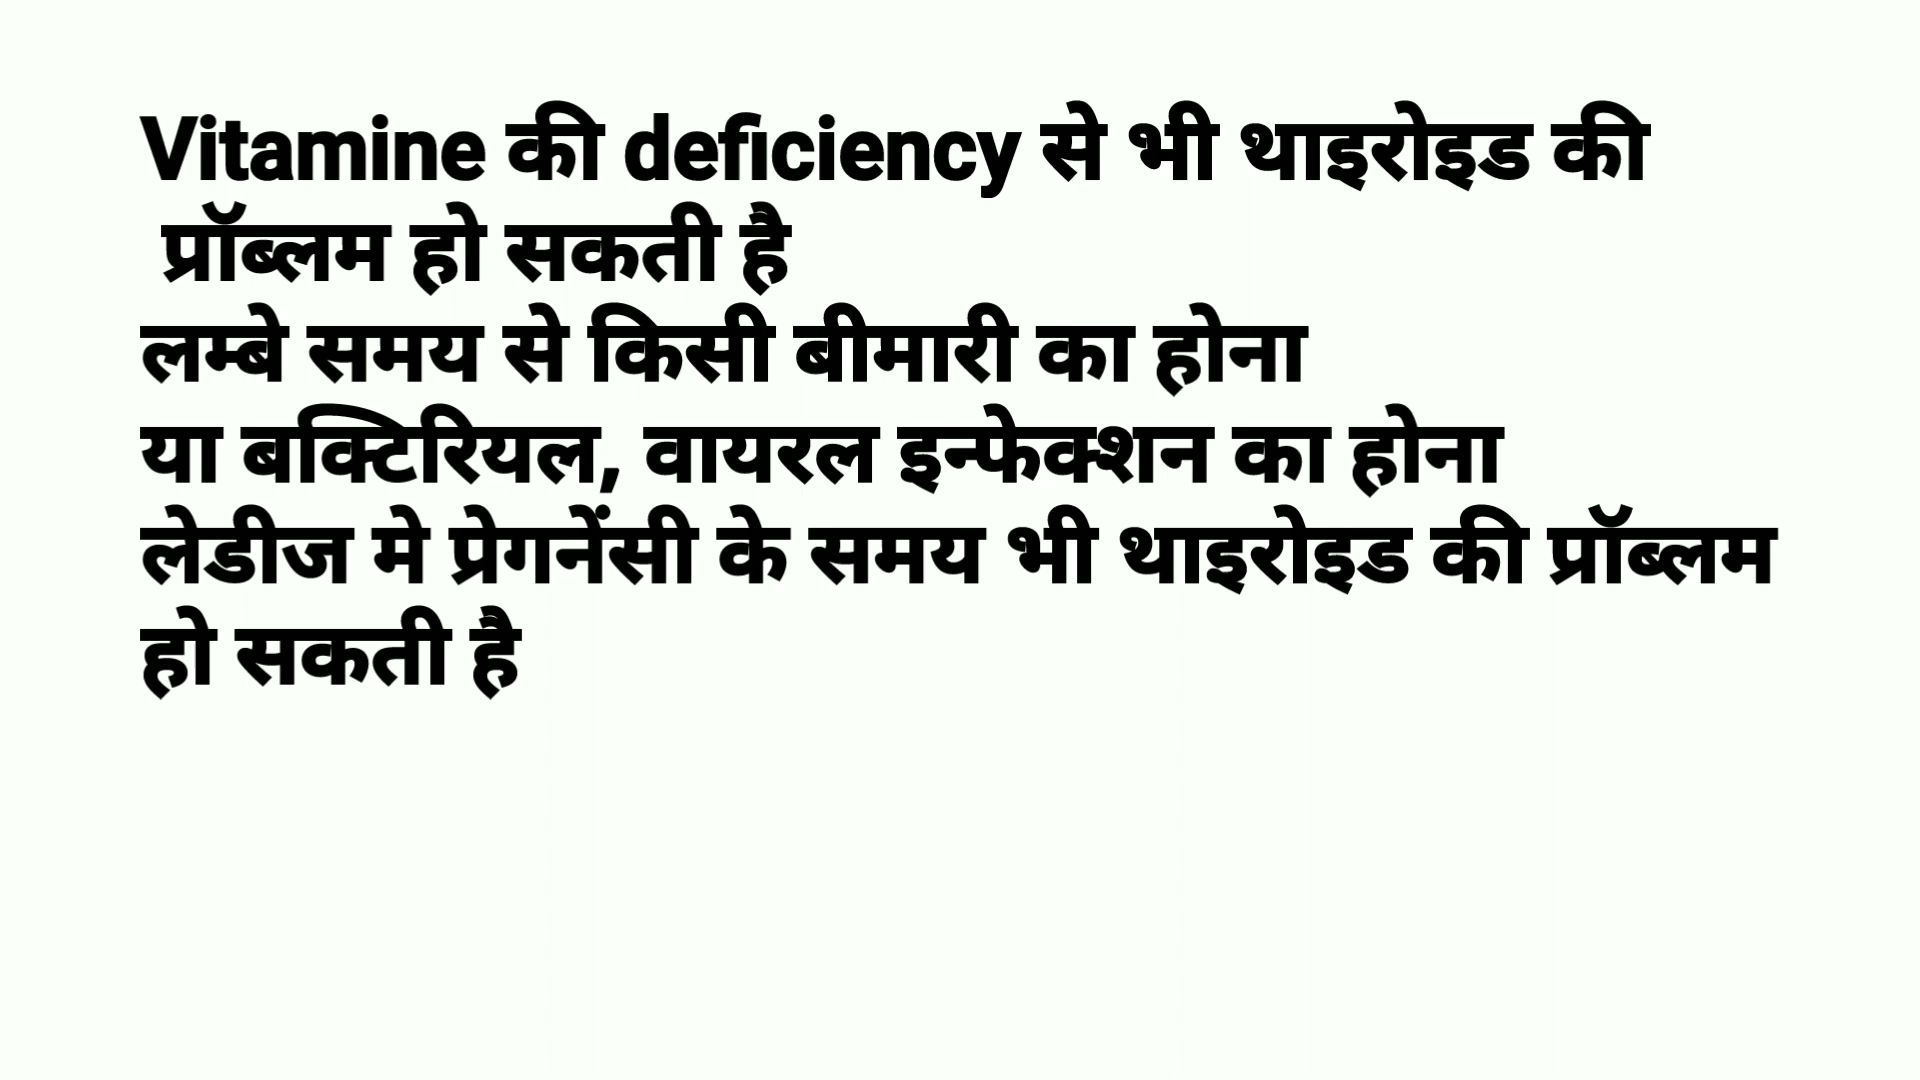 Vitamine की deficiency से भी थाइरोइड की
प्रॉब्लम हो सकती है
लम्बे समय से किसी बीमारी का होना
या बक्टिरियल, वायरल इन्फेक्शन का होना
लेडीज मे प्रेगनेंसी के समय भी थाइरोइड की प्रॉब्लम
हो सकती है